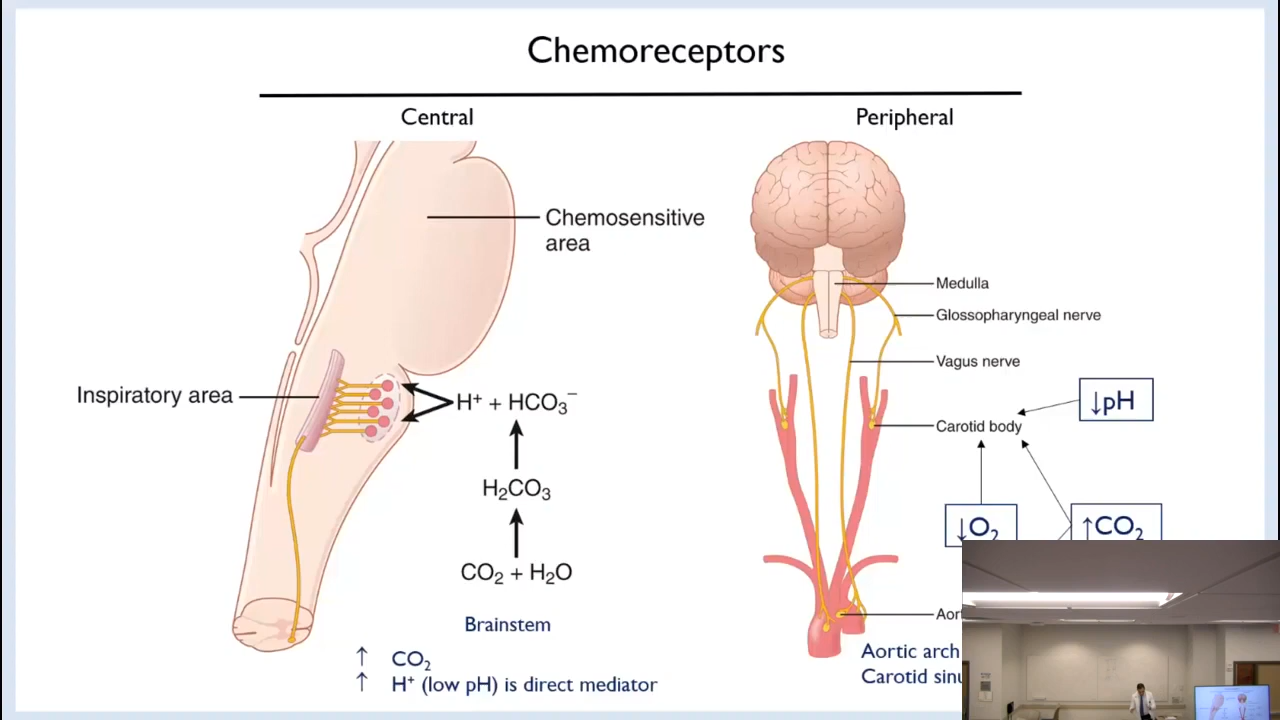 Chemoreceptors
Central
Peripheral
Chemosensitive
area
Medulla
Glossopharyngeal nerve
Vagus nerve
Inspiratory area
H⁺ + HCO₃⁻
↓pH
Carotid body
H₂CO₃
↓O₂
↑CO₂
CO₂ + H₂O
Brainstem
↑ CO₂
↑ H⁺ (low pH) is direct mediator
Aortic arch
Carotid